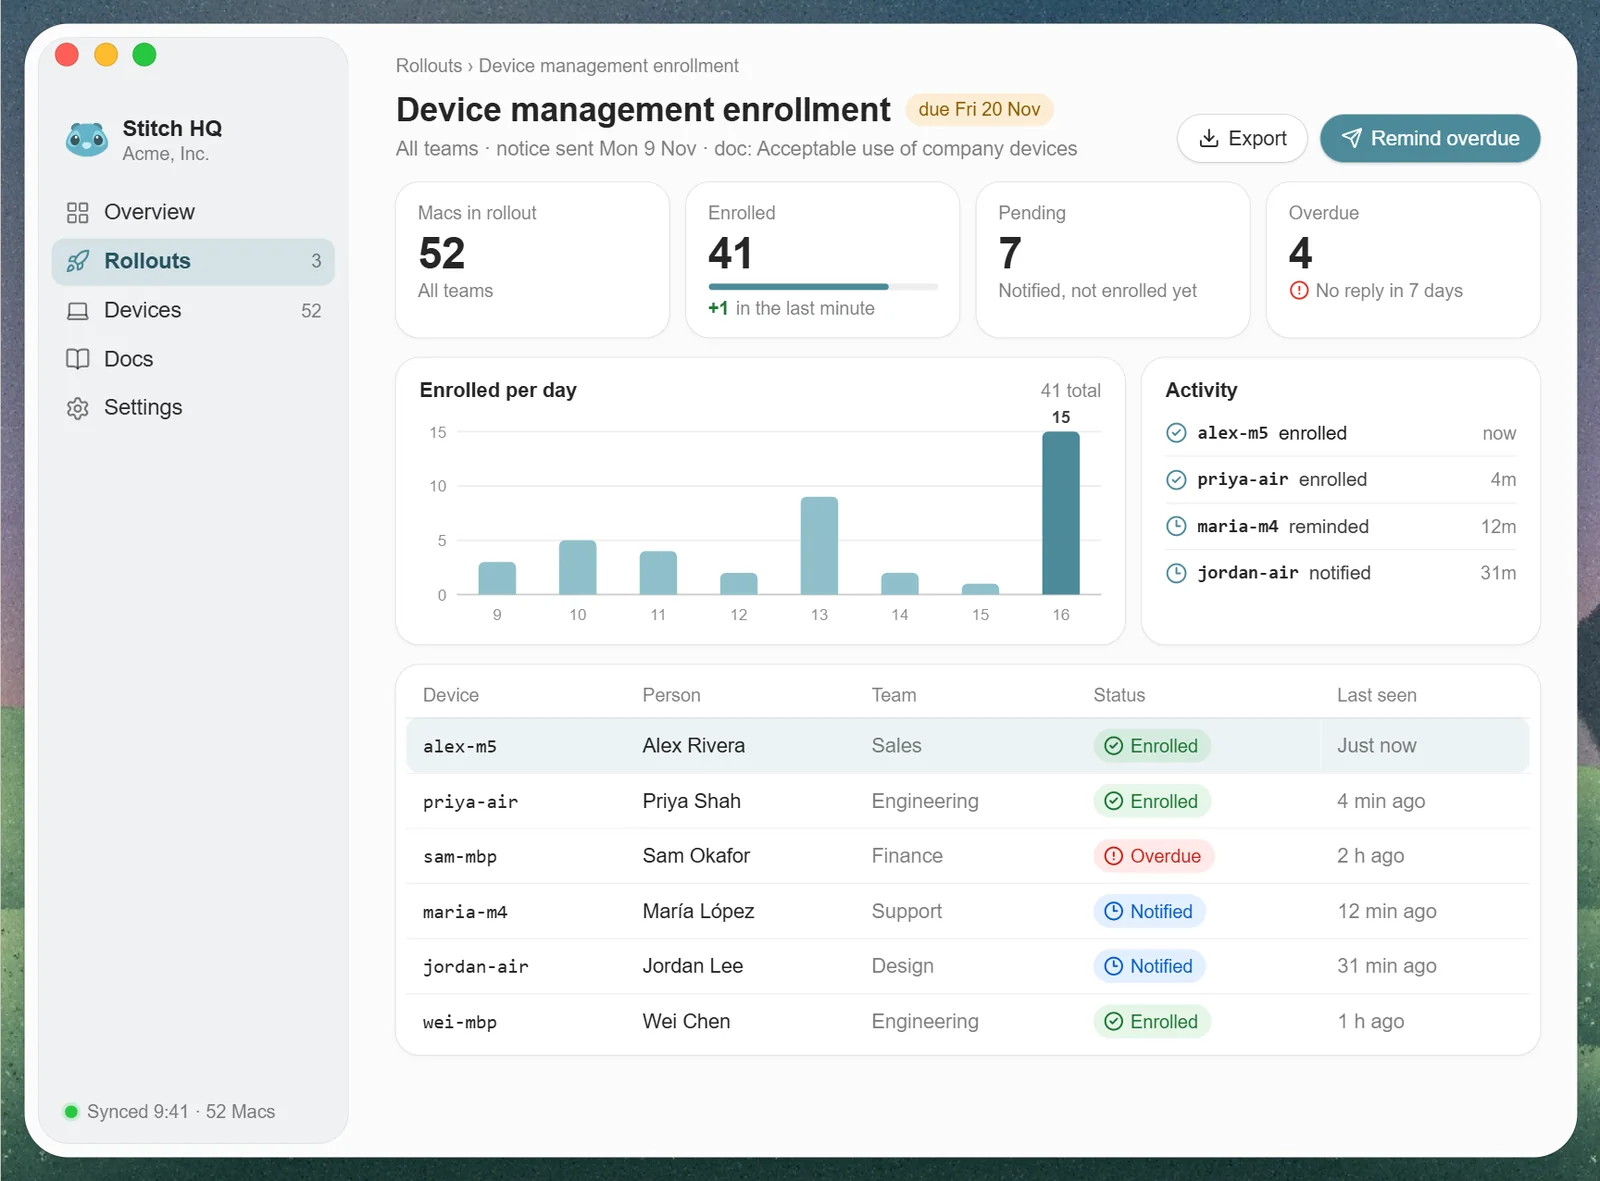 Stitch HQ
Acme, Inc.
Overview
Rollouts 3
Devices 52
Docs
Settings
Synced 9:41 · 52 Macs
Rollouts › Device management enrollment
Device management enrollment due Fri 20 Nov
All teams · notice sent Mon 9 Nov · doc: Acceptable use of company devices
Export
Remind overdue
Macs in rollout
52
All teams
Enrolled
41
+1 in the last minute
Pending
7
Notified, not enrolled yet
Overdue
4
No reply in 7 days
Enrolled per day 41 total
15
15
10
5
0
9 10 11 12 13 14 15 16
Activity
alex-m5 enrolled now
priya-air enrolled 4m
maria-m4 reminded 12m
jordan-air notified 31m
Device Person Team Status Last seen
alex-m5 Alex Rivera Sales Enrolled Just now
priya-air Priya Shah Engineering Enrolled 4 min ago
sam-mbp Sam Okafor Finance Overdue 2 h ago
maria-m4 María López Support Notified 12 min ago
jordan-air Jordan Lee Design Notified 31 min ago
wei-mbp Wei Chen Engineering Enrolled 1 h ago